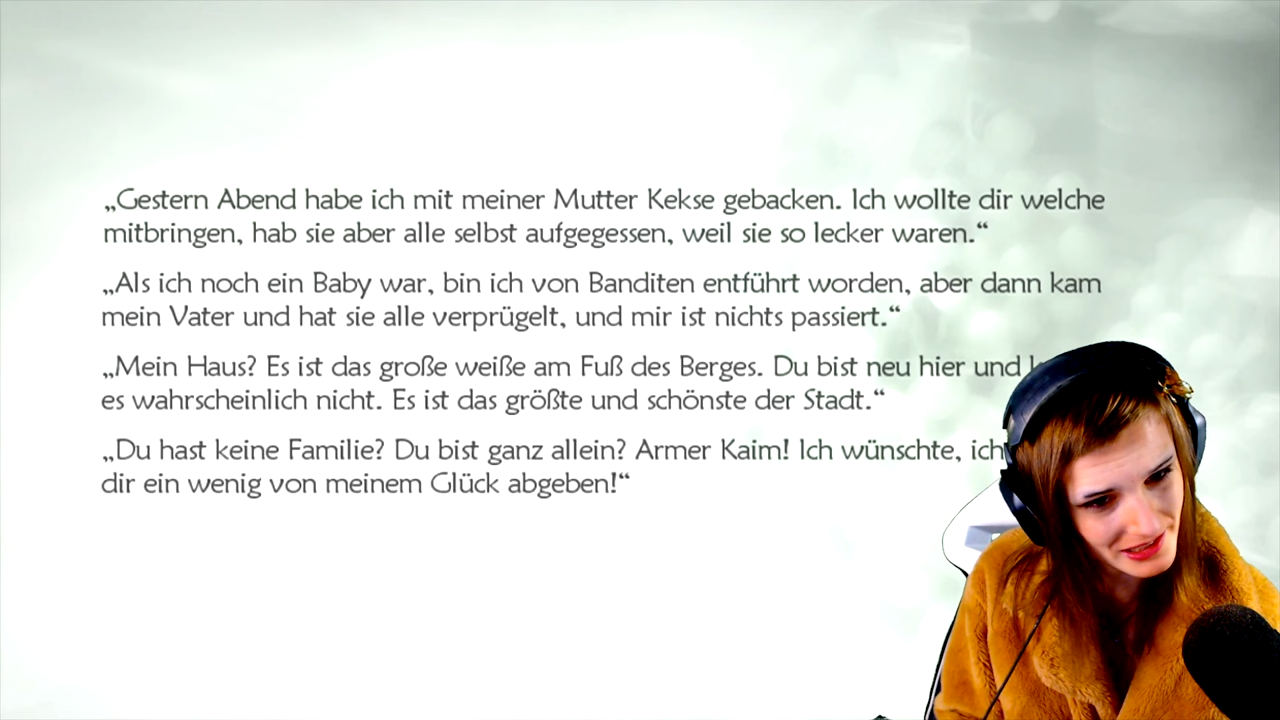 „Gestern Abend habe ich mit meiner Mutter Kekse gebacken. Ich wollte dir welche
mitbringen, hab sie aber alle selbst aufgegessen, weil sie so lecker waren.“
„Als ich noch ein Baby war, bin ich von Banditen entführt worden, aber dann kam
mein Vater und hat sie alle verprügelt, und mir ist nichts passiert.“
„Mein Haus? Es ist das große weiße am Fuß des Berges. Du bist neu hier und
es wahrscheinlich nicht. Es ist das größte und schönste der Stadt.“
„Du hast keine Familie? Du bist ganz allein? Armer Kaim! Ich wünschte, ich
dir ein wenig von meinem Glück abgeben!“